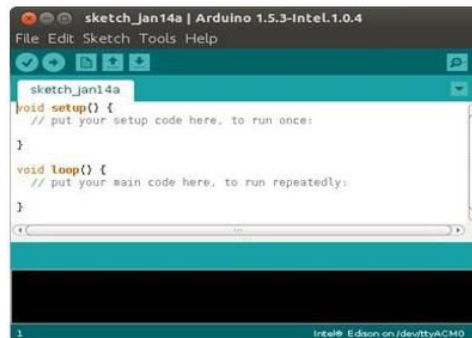 sketch_jan14a | Arduino 1.5.3-Intel.1.0.4
File Edit Sketch Tools Help
sketch_jan14a
void setup() {
// put your setup code here, to run once:
}
void loop() {
// put your main code here, to run repeatedly:
}
1
Intel® Edison on /dev/ttyACM0